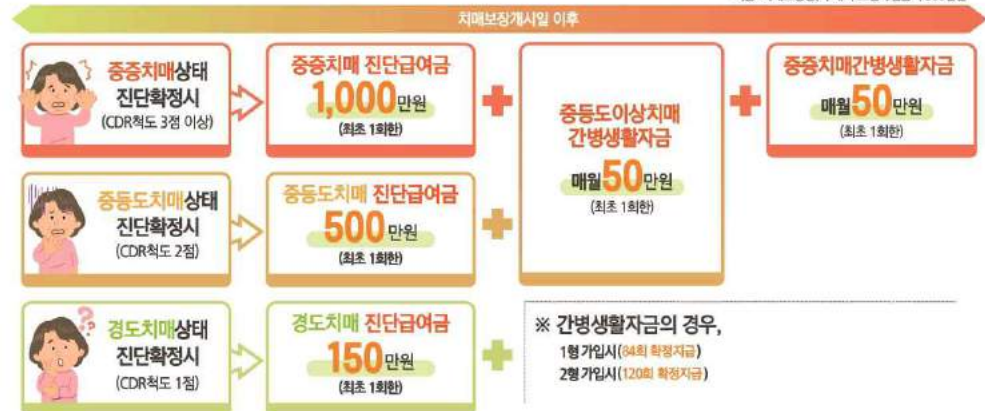 치매보장개시일 이후
중증치매상태
진단확정시
(CDR척도 3점 이상)
중증치매 진단급여금
1,000만원
(최초 1회한)
중등도이상치매
간병생활자금
매월50만원
(최초 1회한)
중증치매간병생활자금
매월50만원
(최초 1회한)
중등도치매상태
진단확정시
(CDR척도 2점)
중등도치매 진단급여금
500만원
(최초 1회한)
경도치매상태
진단확정시
(CDR척도 1점)
경도치매 진단급여금
150만원
(최초 1회한)
※ 간병생활자금의 경우,
1형 가입시(84회 확정지급)
2형 가입시(120회 확정지급)